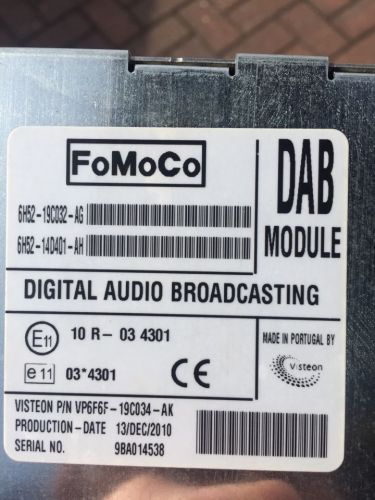 FoMoCo
DAB
MODULE
6H52-19C032-AG
6H52-14D401-AH
DIGITAL AUDIO BROADCASTING
E11 10 R- 03 4301
e 11 03*4301
CE
MADE IN PORTUGAL BY
Visteon
VISTEON P/N VP6F6F-19C034-AK
PRODUCTION-DATE 13/DEC/2010
SERIAL NO. 9BA014538